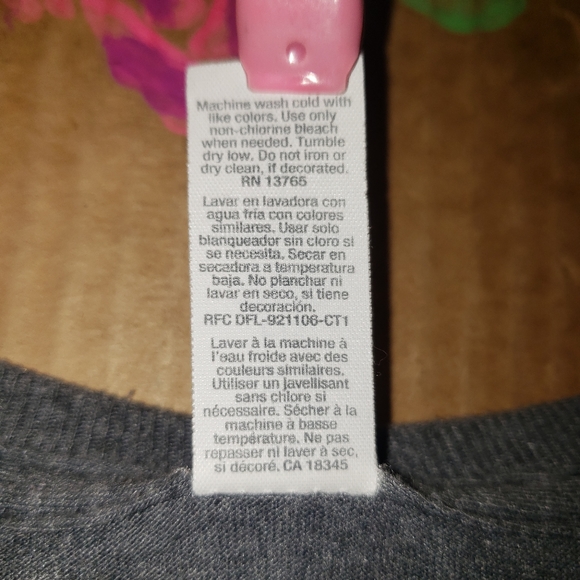 Machine wash cold with
like colors. Use only
non-chlorine bleach
when needed. Tumble
dry low. Do not iron or
dry clean, if decorated.
RN 13765
Lavar en lavadora con
agua fría con colores
similares. Usar solo
blanqueador sin cloro si
se necesita. Secar en
secadora a temperatura
baja. No planchar ni
lavar en seco, si tiene
decoración.
RFC DFL-921106-CT1
Laver à la machine à
l'eau froide avec des
couleurs similaires.
Utiliser un javellisant
sans chlore si
nécessaire. Sécher à la
machine à basse
température. Ne pas
repasser ni laver à sec,
si décoré. CA 18345